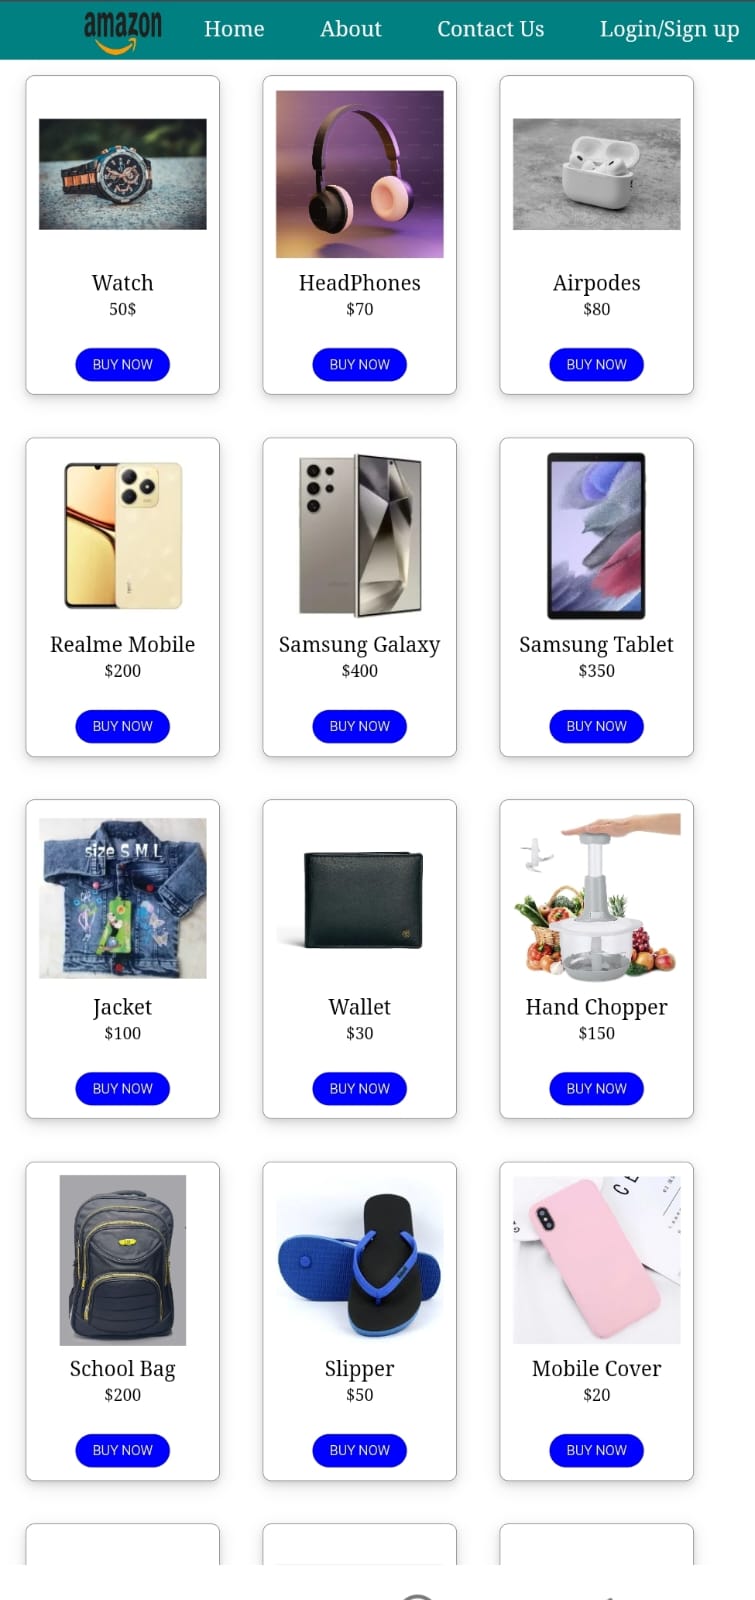 amazon
Home About Contact Us Login/Sign up
Watch
50$
BUY NOW
HeadPhones
$70
BUY NOW
Airpodes
$80
BUY NOW
Realme Mobile
$200
BUY NOW
Samsung Galaxy
$400
BUY NOW
Samsung Tablet
$350
BUY NOW
size S M L
Jacket
$100
BUY NOW
Wallet
$30
BUY NOW
Hand Chopper
$150
BUY NOW
School Bag
$200
BUY NOW
Slipper
$50
BUY NOW
Mobile Cover
$20
BUY NOW